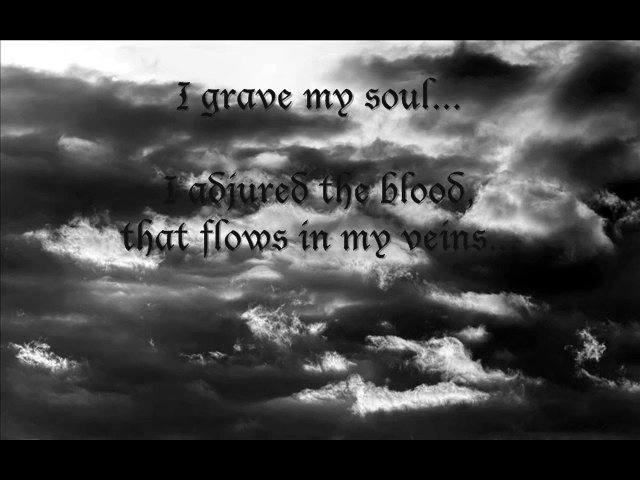 I grave my soul...
I adjured the blood,
that flows in my veins..